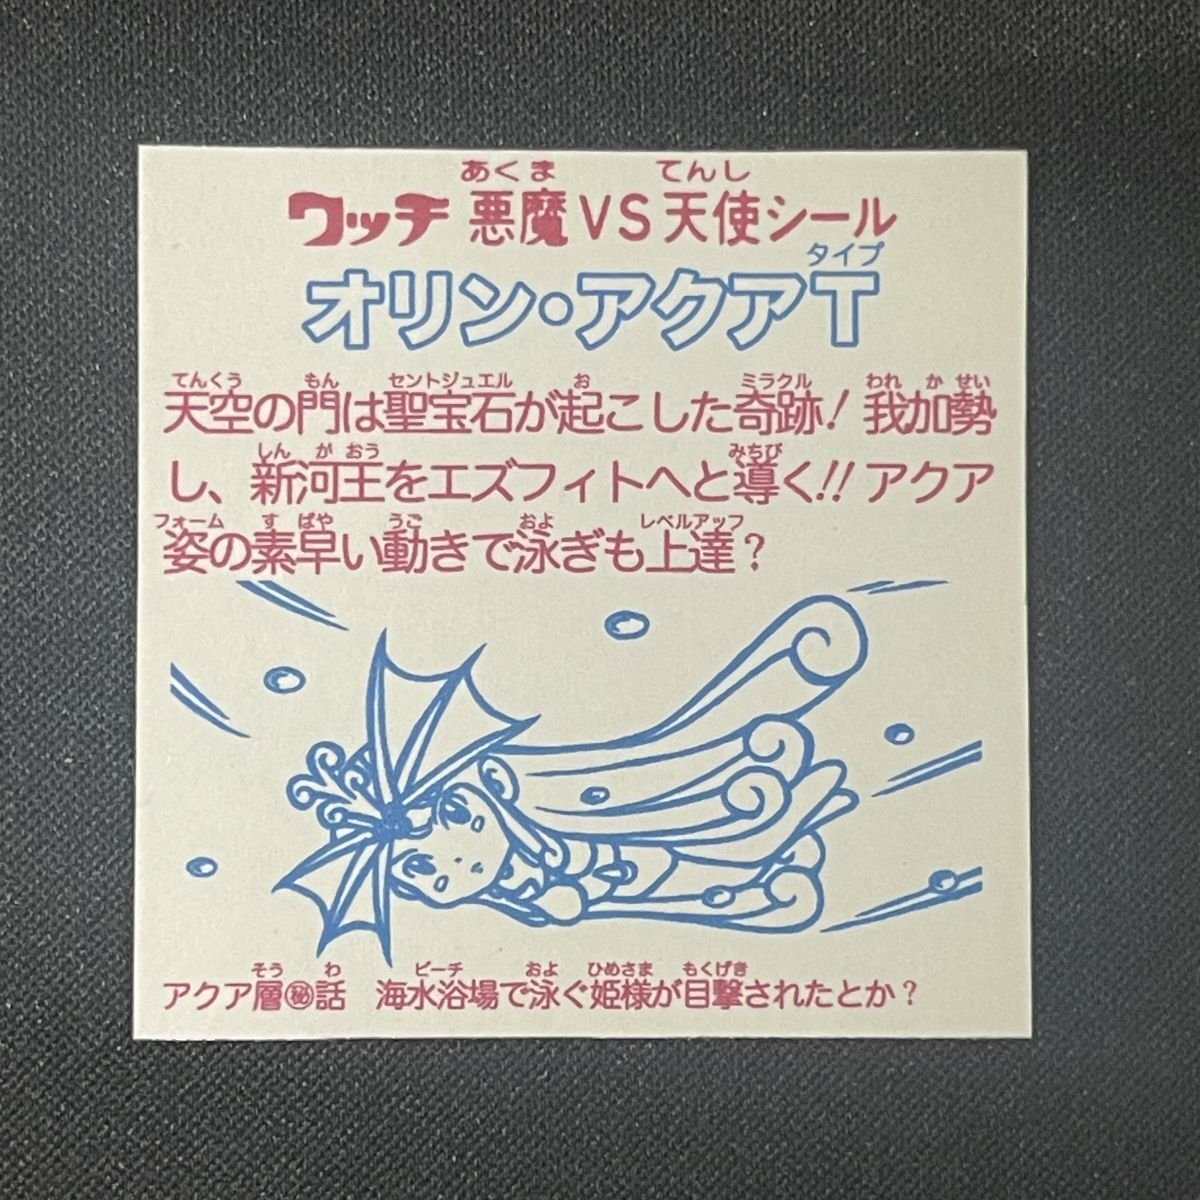 あくま てんし
ワッチ 悪魔VS天使シール
タイプ
オリン・アクアT
てんくう もん セントジュエル お ミラクル われ か せい
天空の門は聖宝石が起こした奇跡! 我加勢
しん が おう みちび
し、新河王をエズフィトへと導く!! アクア
フォーム す ばや うご およ レベルアップ
姿の素早い動きで泳ぎも上達?
そう わ ビーチ およ ひめさま もくげき
アクア層㊙話 海水浴場で泳ぐ姫様が目撃されたとか?